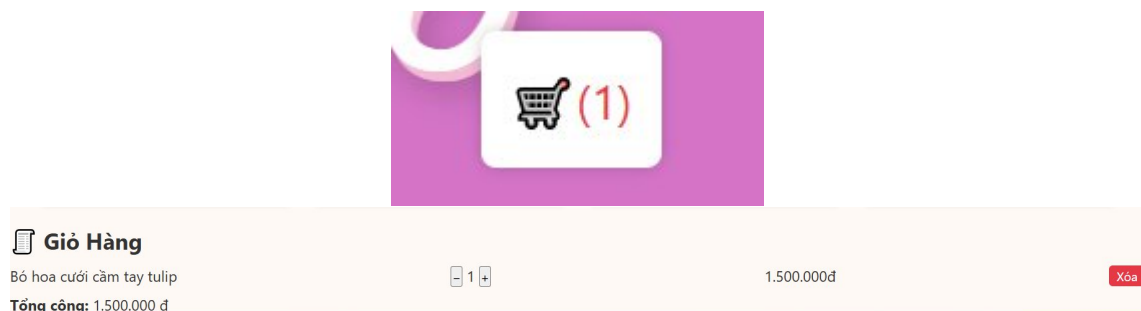 (1)
Giỏ Hàng
Bó hoa cưới cầm tay tulip - 1 + 1.500.000đ Xóa
Tổng cộng: 1.500.000 đ